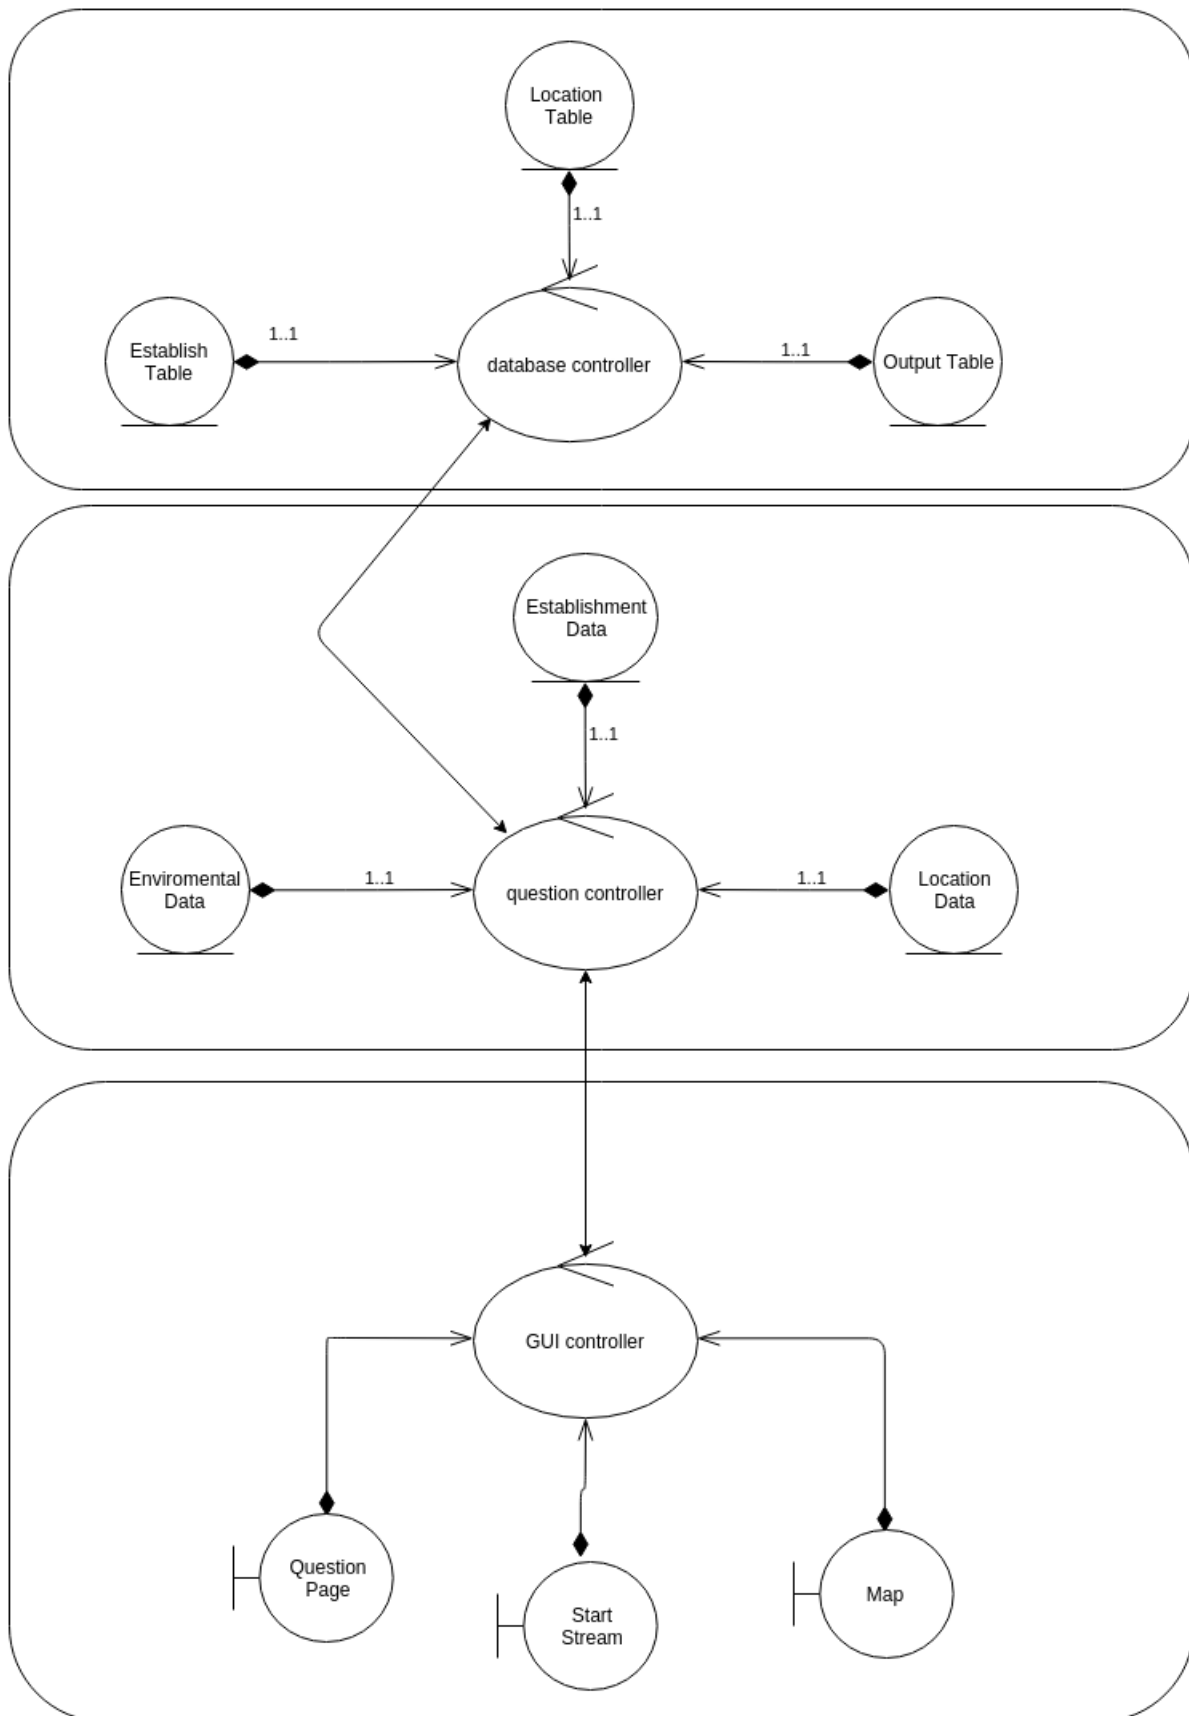 Location
Table
1..1
Establish
Table
1..1
database controller
1..1
Output Table
Establishment
Data
1..1
Enviromental
Data
1..1
question controller
1..1
Location
Data
GUI controller
Question
Page
Start
Stream
Map